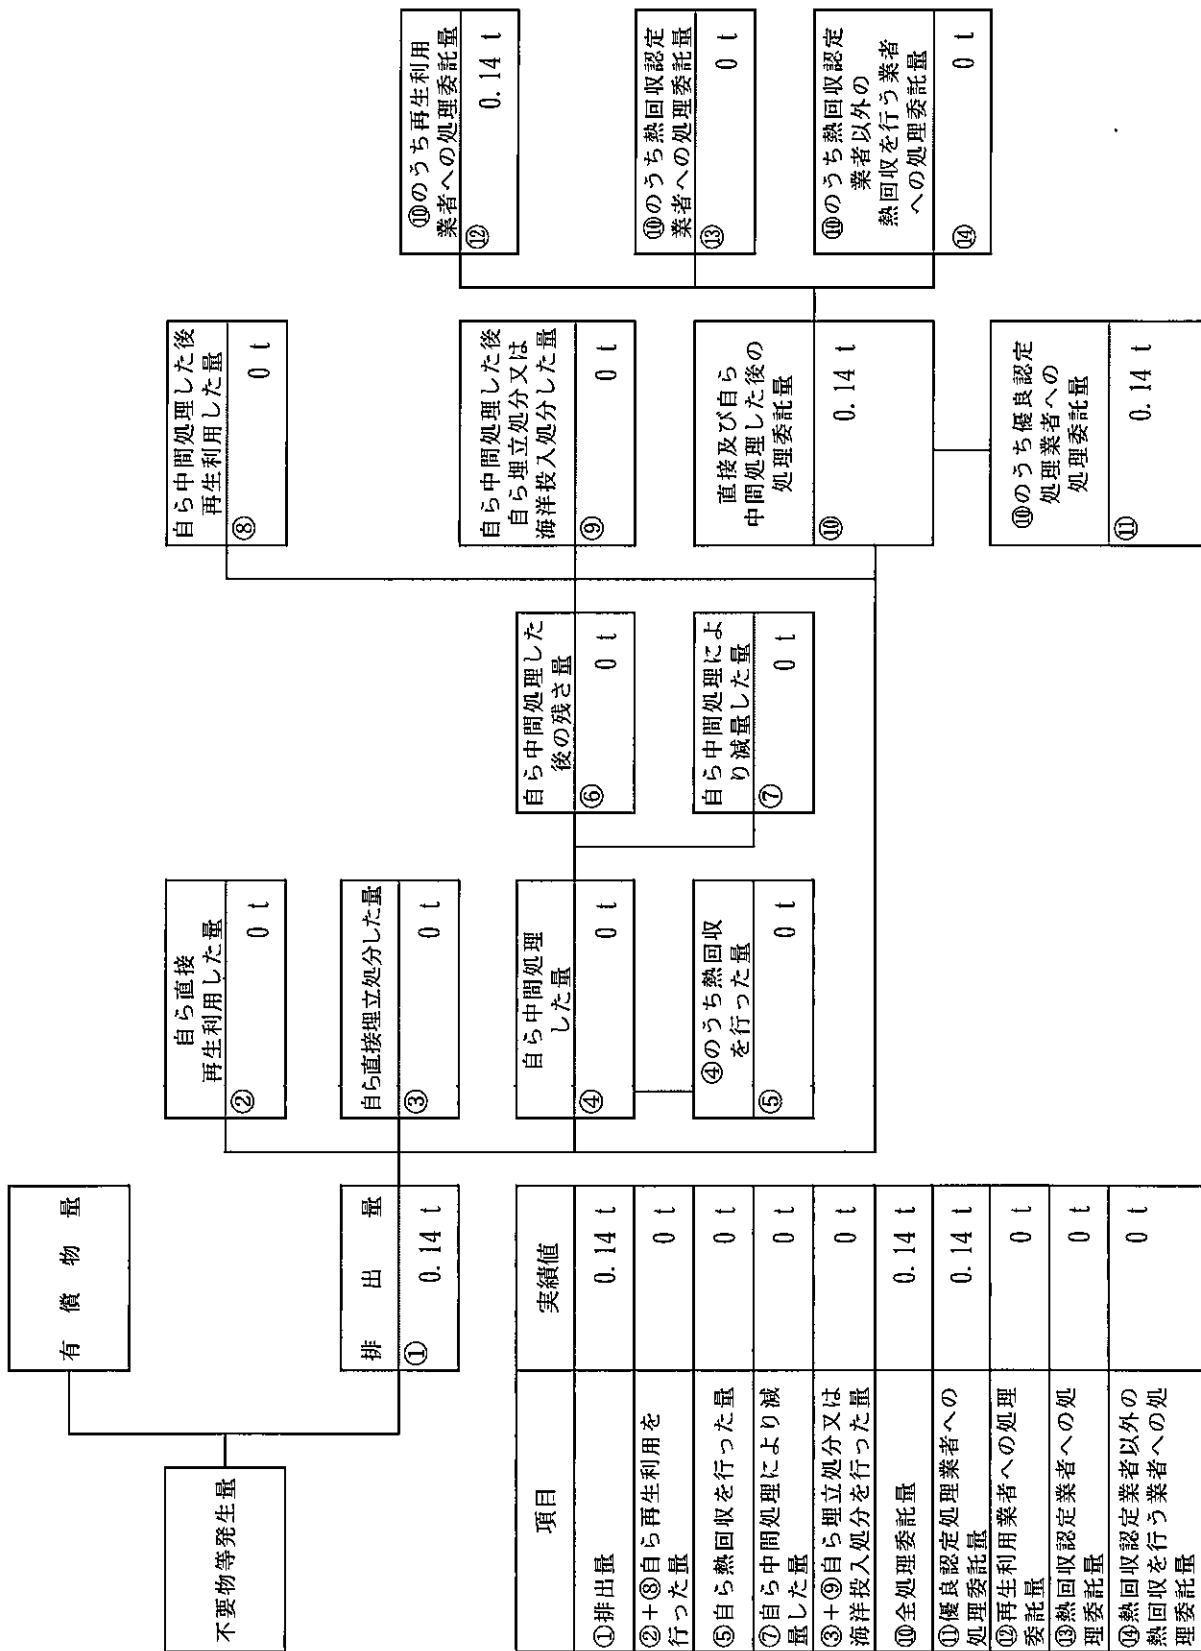 不要物等発生量
有償物量
排出量
① 0.14 t
自ら直接
再生利用した量
② 0 t
自ら直接埋立処分した量
③ 0 t
自ら中間処理
した量
④ 0 t
④のうち熱回収
を行った量
⑤ 0 t
自ら中間処理した
後の残さ量
⑥ 0 t
自ら中間処理によ
り減量した量
⑦ 0 t
自ら中間処理した後
再生利用した量
⑧ 0 t
自ら中間処理した後
自ら埋立処分又は
海洋投入処分した量
⑨ 0 t
直接及び自ら
中間処理した後の
処理委託量
⑩ 0.14 t
⑩のうち優良認定
処理業者への
処理委託量
⑪ 0.14 t
⑩のうち再生利用
業者への処理委託量
⑫ 0.14 t
⑩のうち熱回収認定
業者への処理委託量
⑬ 0 t
⑩のうち熱回収認定
業者以外の
熱回収を行う業者
への処理委託量
⑭ 0 t
項目 実績値
①排出量 0.14 t
②+⑧自ら再生利用を
行った量 0 t
⑤自ら熱回収を行った量 0 t
⑦自ら中間処理により減
量した量 0 t
③+⑨自ら埋立処分又は
海洋投入処分を行った量 0 t
⑩全処理委託量 0.14 t
⑪優良認定処理業者への
処理委託量 0.14 t
⑫再生利用業者への処理
委託量 0 t
⑬熱回収認定業者への処
理委託量 0 t
⑭熱回収認定業者以外の
熱回収を行う業者への処
理委託量 0 t